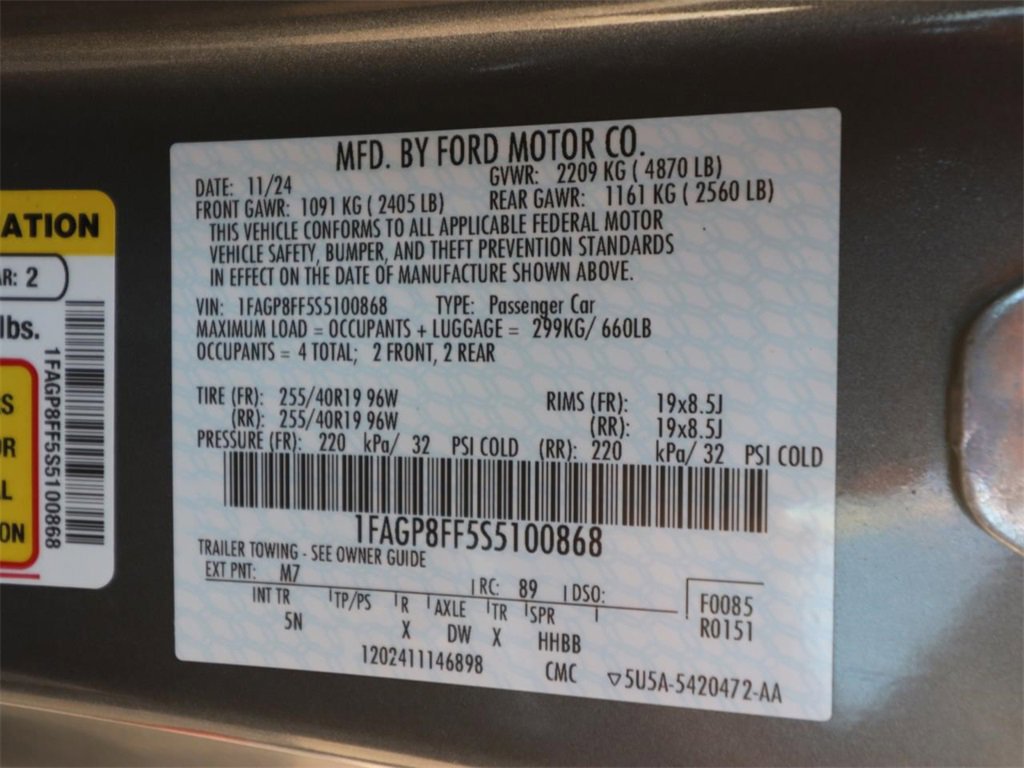 MFD. BY FORD MOTOR CO.
DATE: 11/24 GVWR: 2209 KG ( 4870 LB)
FRONT GAWR: 1091 KG ( 2405 LB) REAR GAWR: 1161 KG ( 2560 LB)
THIS VEHICLE CONFORMS TO ALL APPLICABLE FEDERAL MOTOR
VEHICLE SAFETY, BUMPER, AND THEFT PREVENTION STANDARDS
IN EFFECT ON THE DATE OF MANUFACTURE SHOWN ABOVE.
VIN: 1FAGP8FF5S5100868 TYPE: Passenger Car
MAXIMUM LOAD = OCCUPANTS + LUGGAGE = 299KG/ 660LB
OCCUPANTS = 4 TOTAL; 2 FRONT, 2 REAR
TIRE (FR): 255/40R19 96W RIMS (FR): 19x8.5J
(RR): 255/40R19 96W (RR): 19x8.5J
PRESSURE (FR): 220 kPa/ 32 PSI COLD (RR): 220 kPa/ 32 PSI COLD
1FAGP8FF5S5100868
TRAILER TOWING - SEE OWNER GUIDE
EXT PNT: M7 RC: 89 DSO:
INT TR TP/PS R AXLE TR SPR
5N X DW X HHBB
F0085
R0151
1202411146898 CMC ▽5U5A-5420472-AA
ATION
AR: 2
lbs.
1FAGP8FF5S5100868
S
OR
L
ON